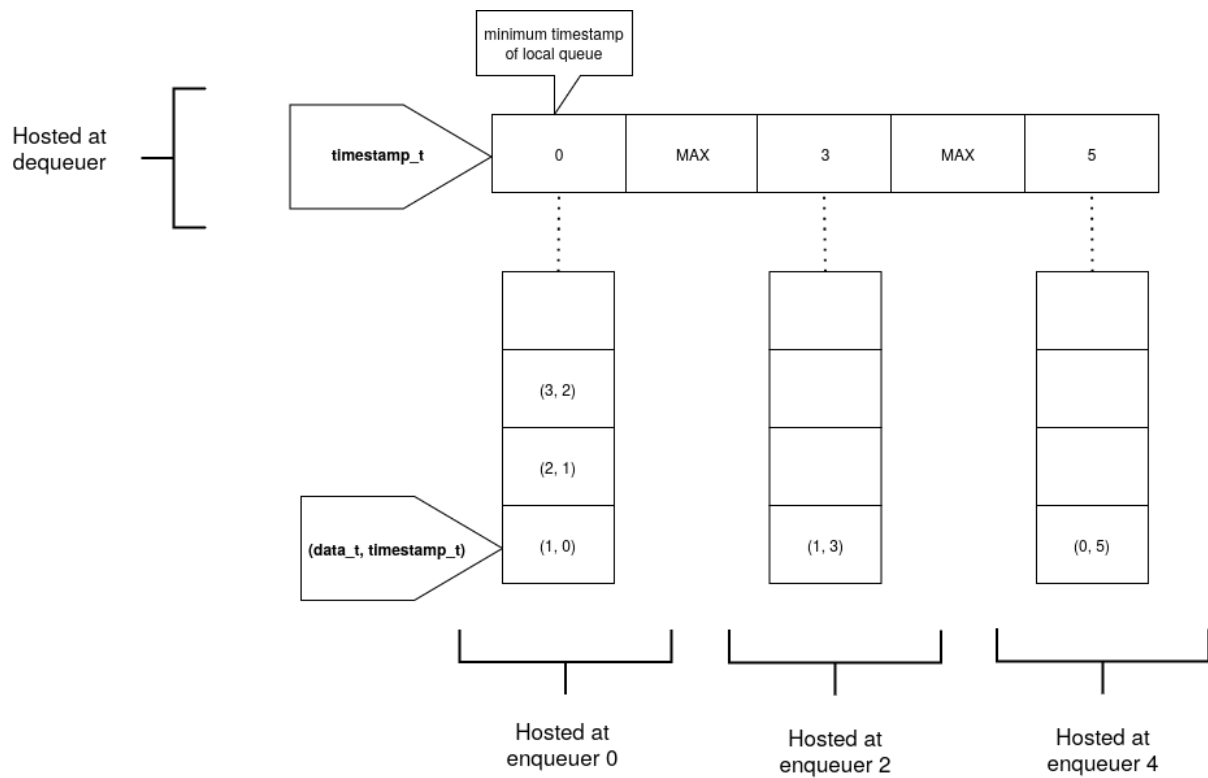 minimum timestamp
of local queue
Hosted at
dequeuer
timestamp_t
0
MAX
3
MAX
5
(3, 2)
(2, 1)
(data_t, timestamp_t)
(1, 0)
(1, 3)
(0, 5)
Hosted at
enqueuer 0
Hosted at
enqueuer 2
Hosted at
enqueuer 4